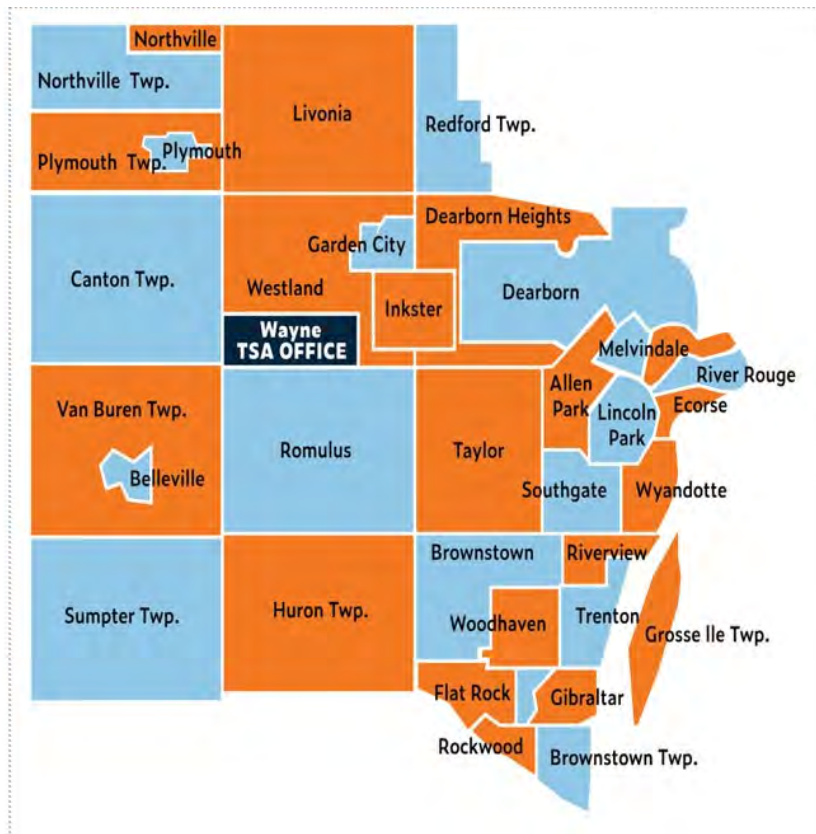 Northville
Northville Twp.
Livonia
Redford Twp.
Plymouth
Plymouth Twp.
Dearborn Heights
Garden City
Canton Twp.
Westland
Dearborn
Inkster
Wayne
TSA OFFICE
Melvindale
River Rouge
Allen
Park
Ecorse
Lincoln
Park
Van Buren Twp.
Romulus
Taylor
Belleville
Southgate
Wyandotte
Brownstown
Riverview
Sumpter Twp.
Huron Twp.
Woodhaven
Trenton
Grosse Ile Twp.
Flat Rock
Gibraltar
Rockwood
Brownstown Twp.